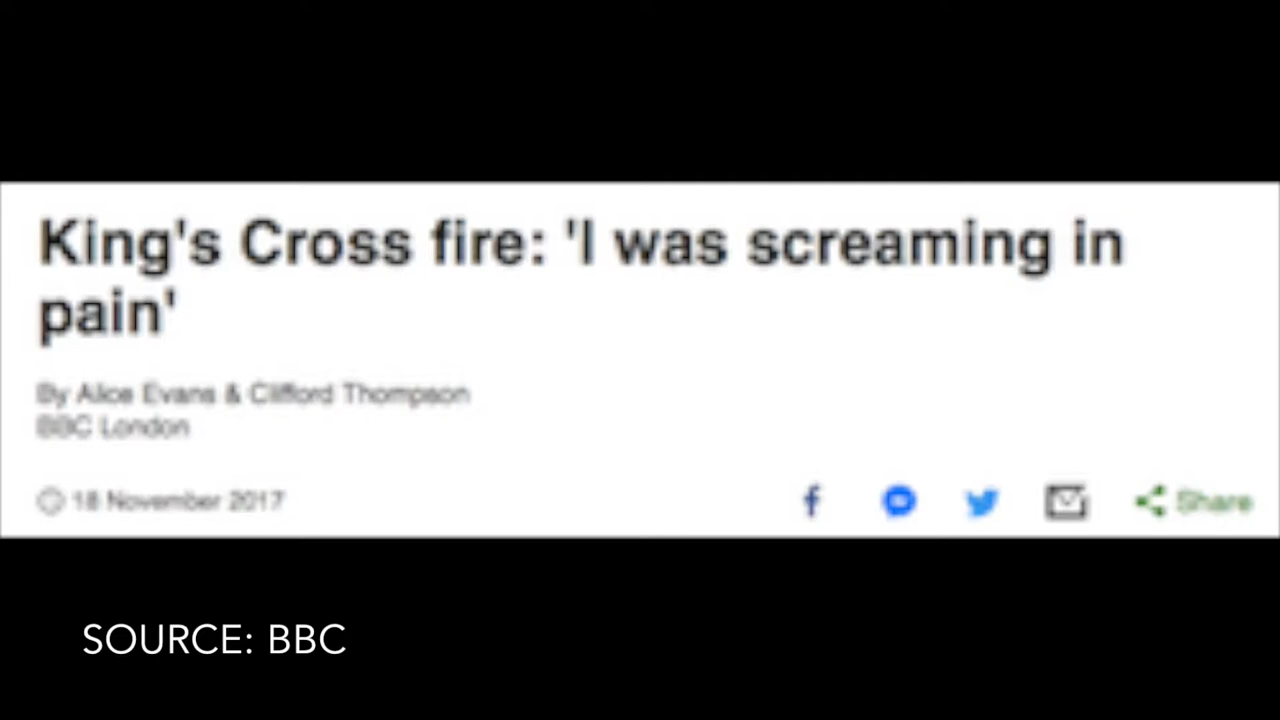 King's Cross fire: 'I was screaming in
pain'
By Alice Evans & Clifford Thompson
BBC London
18 November 2017
Share
SOURCE: BBC